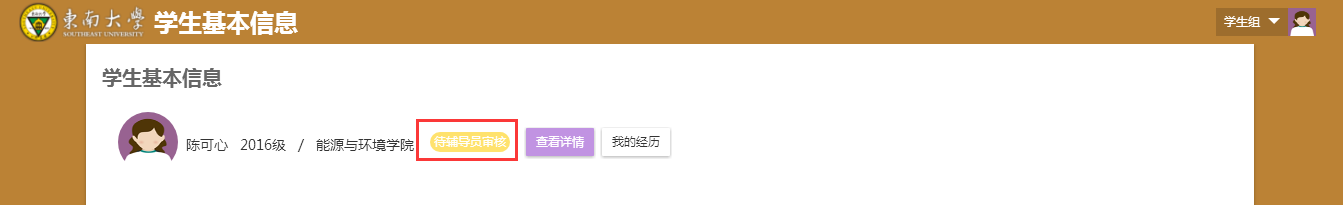 東南大學 学生基本信息 学生组
SOUTHEAST UNIVERSITY
学生基本信息
陈可心 2016级 / 能源与环境学院 待辅导员审核 查看详情 我的经历